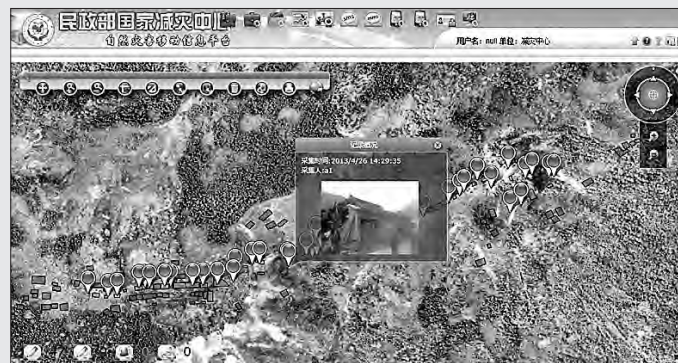 民政部国家减灾中心
自然灾害移动信息平台
用户名: null 单位: 减灾中心
记录概况
采集时间:2013/4/26 14:29:35
采集人:a1
0